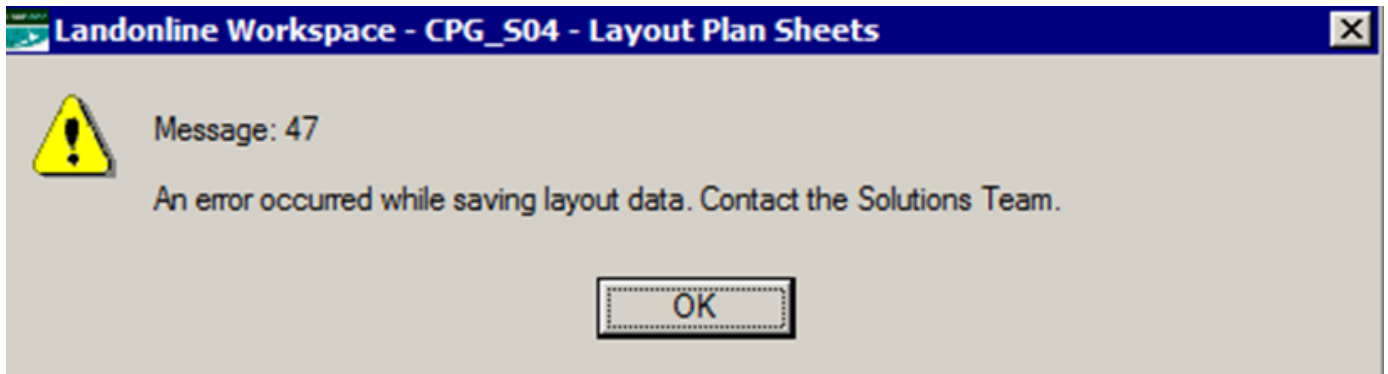 Landonline Workspace - CPG_S04 - Layout Plan Sheets
Message: 47
An error occurred while saving layout data. Contact the Solutions Team.
OK